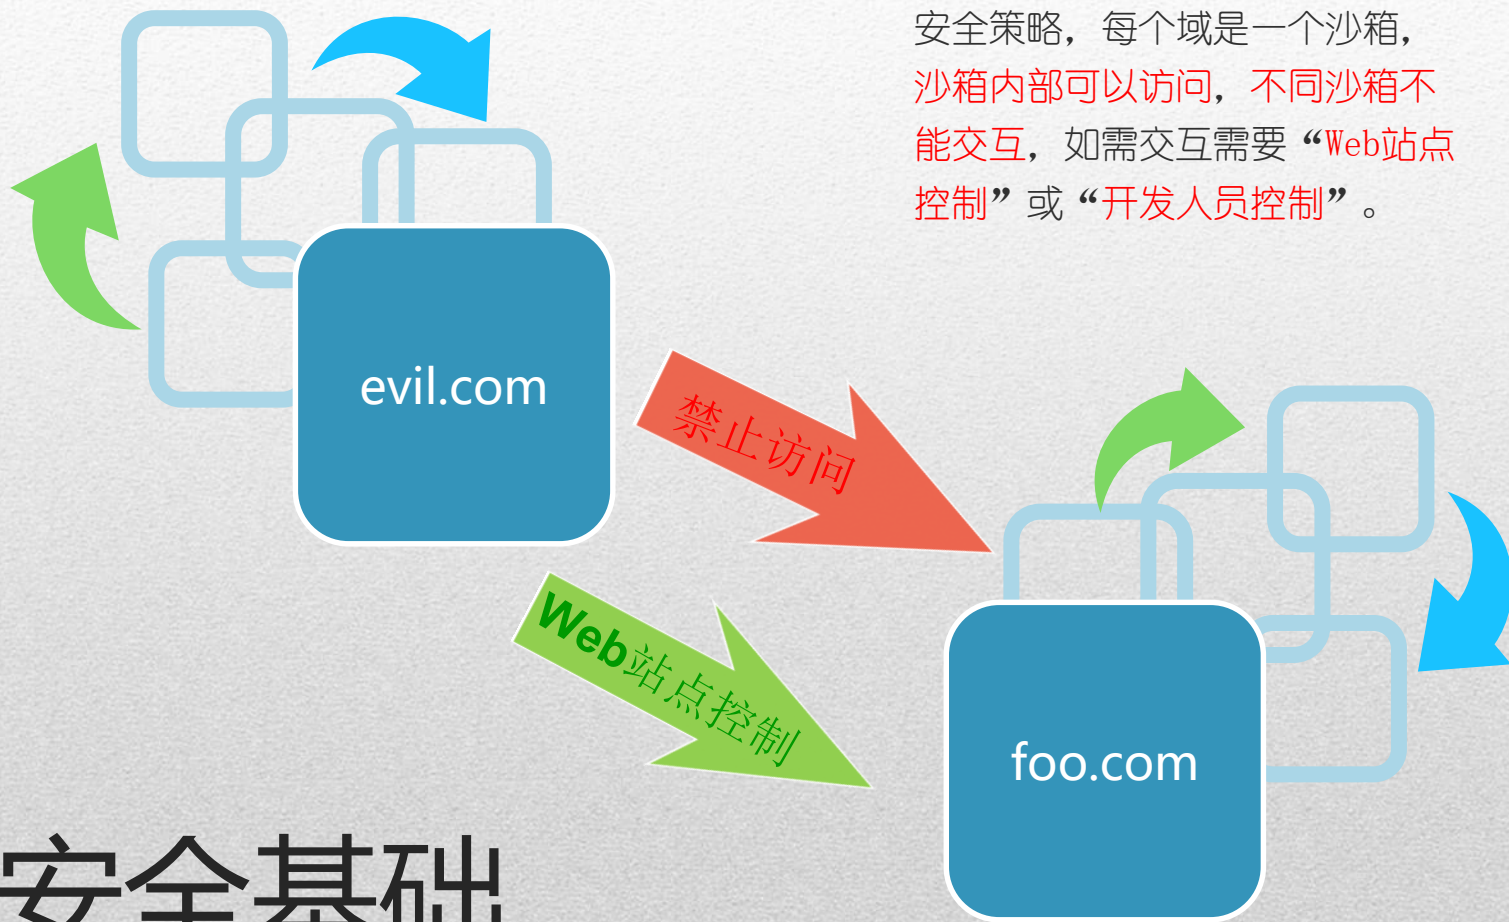 安全策略，每个域是一个沙箱，
沙箱内部可以访问，不同沙箱不
能交互，如需交互需要“Web站点
控制”或“开发人员控制”。
evil.com
禁止访问
Web站点控制
foo.com
安全基础